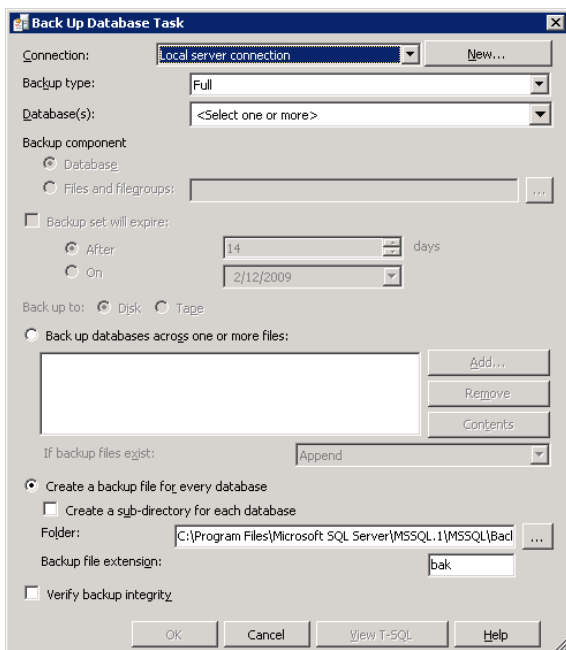 Back Up Database Task
Connection: Local server connection New...
Backup type: Full
Database(s): <Select one or more>
Backup component
Database
Files and filegroups: ...
Backup set will expire:
After 14 days
On 2/12/2009
Back up to: Disk Tape
Back up databases across one or more files:
Add...
Remove
Contents
If backup files exist: Append
Create a backup file for every database
Create a sub-directory for each database
Folder: C:\Program Files\Microsoft SQL Server\MSSQL.1\MSSQL\Bacl ...
Backup file extension: bak
Verify backup integrity
OK Cancel View T-SQL Help